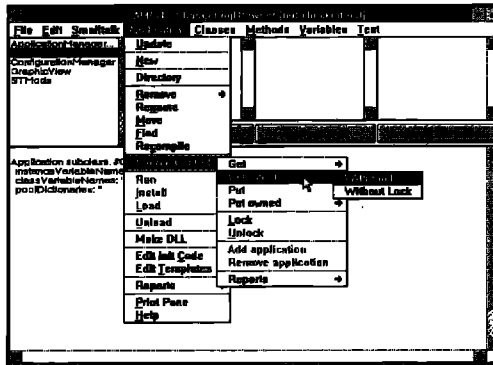 File Edit Smalltalk Classes Methods Variables Text
ApplicationManager...
ConfigurationManager
GraphicView
STMods
Update
New
Directory
Remove
Rename
Move
Find
Recompile
Run
Install
Load
Unload
Make DLL
Edit Init Code
Edit Templates
Reports
Print Pane
Help
Get
Put
Put owned
Lock
Unlock
Add application
Remove application
Reports
Without Lock
Application subclass:
instanceVariableName
classVariableNames: '
poolDictionaries: ''